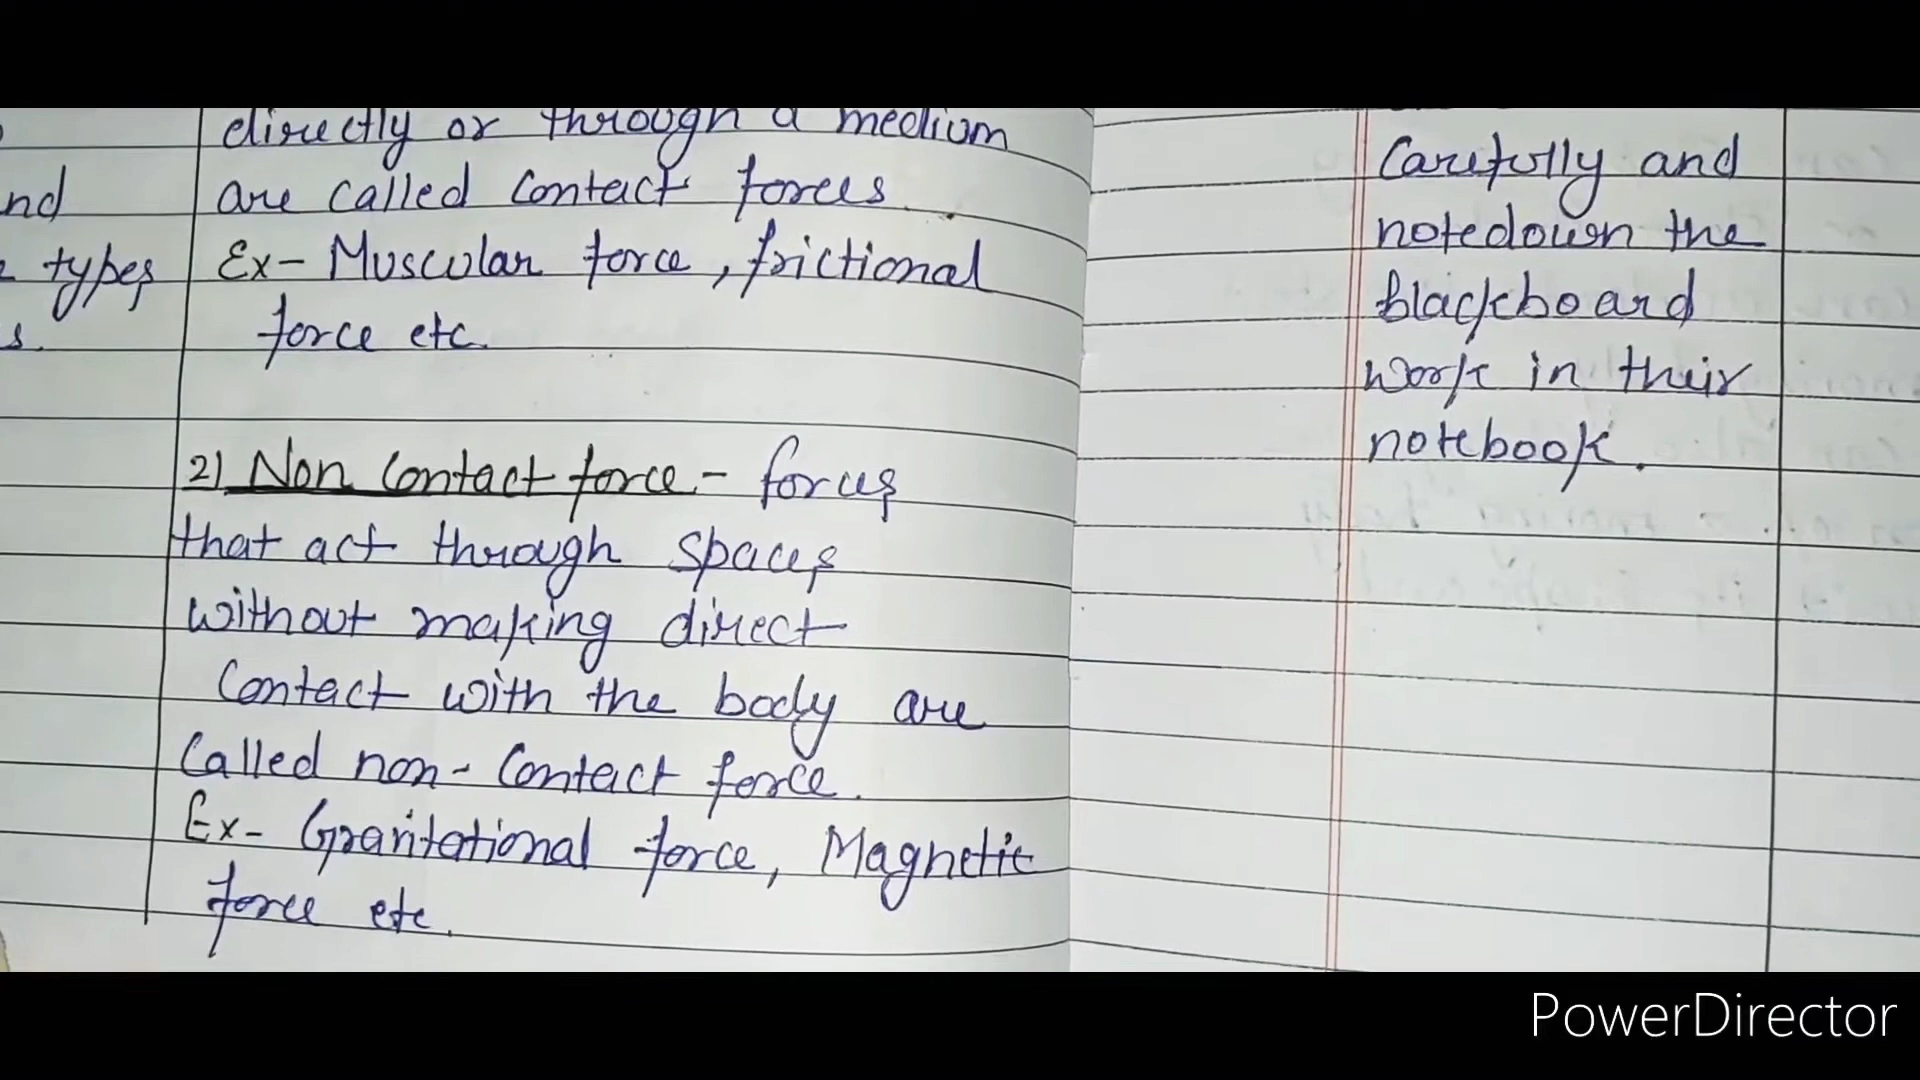 directly or through a medium
are called contact forces.
Ex- Muscular force, frictional
force etc.
2) Non Contact force - forces
that act through spaces
without making direct
Contact with the body are
Called non-Contact force.
Ex- Gravitational force, Magnetic
force etc.
nd
types
s.
Carefully and
notedown the
blackboard
work in their
notebook.
PowerDirector